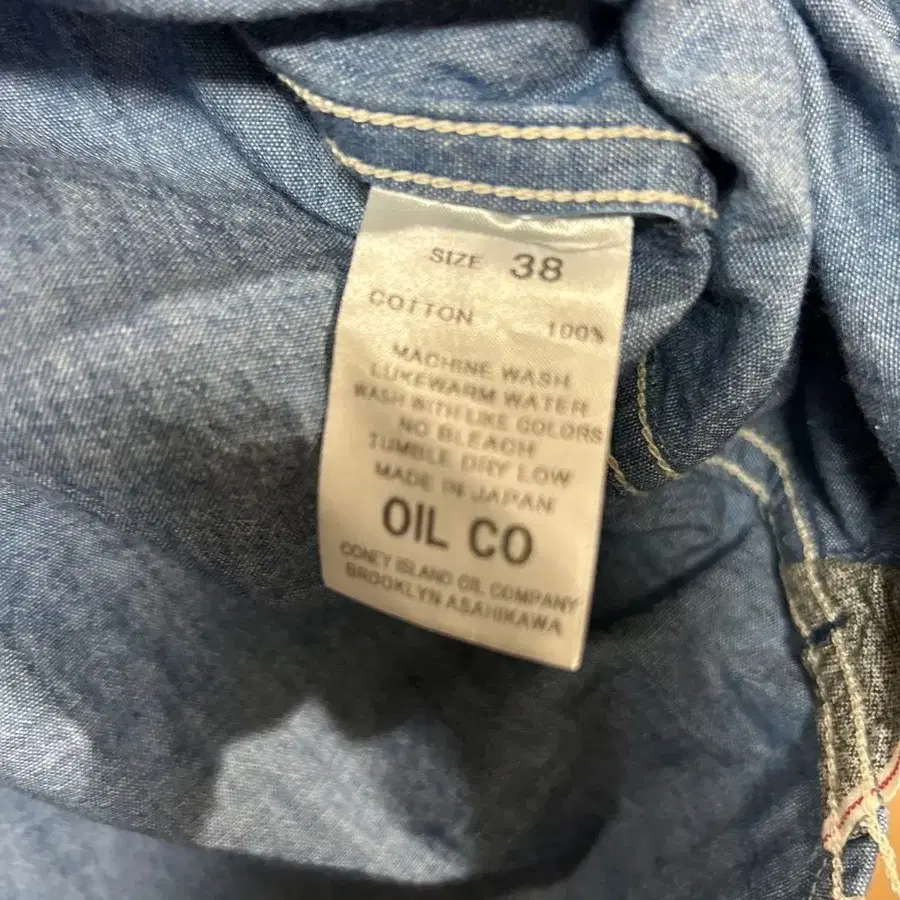 SIZE 38
COTTON 100%
MACHINE WASH
LUKEWARM WATER
WASH WITH LIKE COLORS
NO BLEACH
TUMBLE DRY LOW
MADE IN JAPAN
OIL CO
CONEY ISLAND OIL COMPANY
BROOKLYN ASAHIKAWA